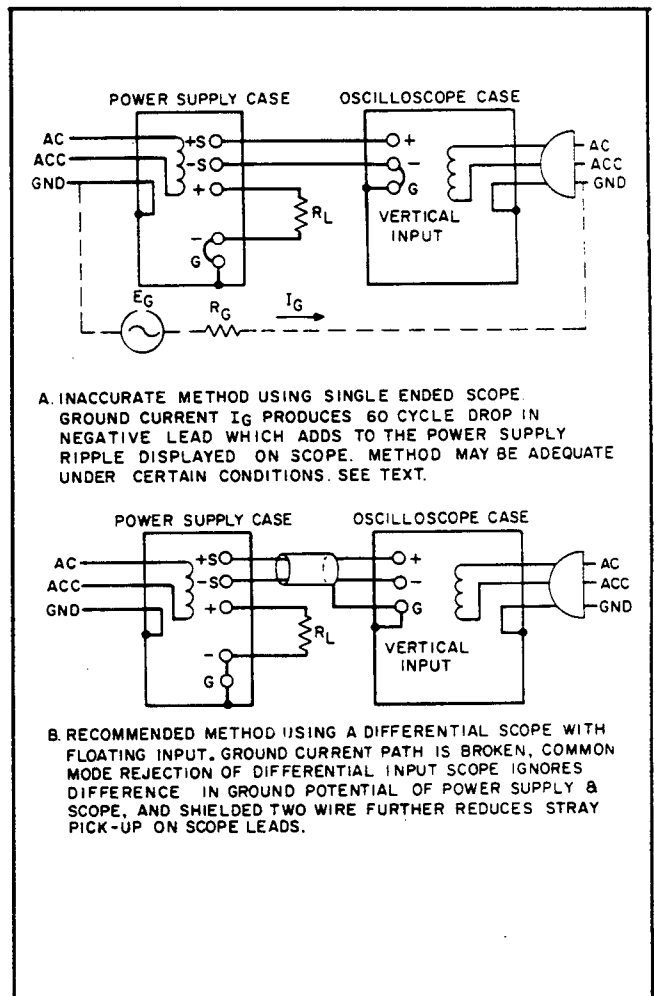 POWER SUPPLY CASE
OSCILLOSCOPE CASE
AC
ACC
GND
+S
-S
+
-
G
RL
+
-
G
VERTICAL
INPUT
AC
ACC
GND
EG
RG
IG
A. INACCURATE METHOD USING SINGLE ENDED SCOPE.
GROUND CURRENT IG PRODUCES 60 CYCLE DROP IN
NEGATIVE LEAD WHICH ADDS TO THE POWER SUPPLY
RIPPLE DISPLAYED ON SCOPE. METHOD MAY BE ADEQUATE
UNDER CERTAIN CONDITIONS. SEE TEXT.
POWER SUPPLY CASE
OSCILLOSCOPE CASE
AC
ACC
GND
+S
-S
+
-
G
RL
+
-
G
VERTICAL
INPUT
AC
ACC
GND
B. RECOMMENDED METHOD USING A DIFFERENTIAL SCOPE WITH
FLOATING INPUT. GROUND CURRENT PATH IS BROKEN, COMMON
MODE REJECTION OF DIFFERENTIAL INPUT SCOPE IGNORES
DIFFERENCE IN GROUND POTENTIAL OF POWER SUPPLY &
SCOPE, AND SHIELDED TWO WIRE FURTHER REDUCES STRAY
PICK-UP ON SCOPE LEADS.